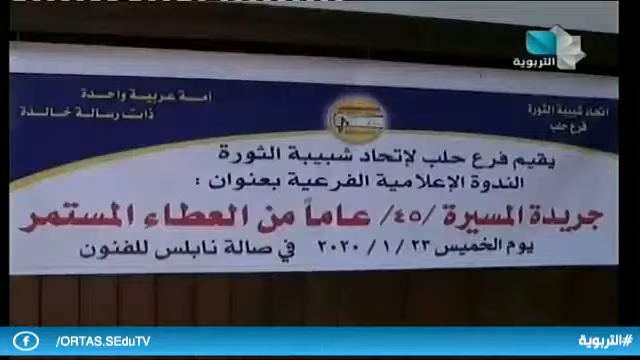 التربوية
أمة عربية واحدة
ذات رسالة خالدة
اتحاد شبيبة الثورة
فرع حلب
يقيم فرع حلب لإتحاد شبيبة الثورة
الندوة الإعلامية الفرعية بعنوان :
جريدة المسيرة /٤٥/ عاماً من العطاء المستمر
يوم الخميس ٢٣ / ١ / ٢٠٢٠ في صالة نابلس للفنون
/ORTAS.SEduTV
#التربوية